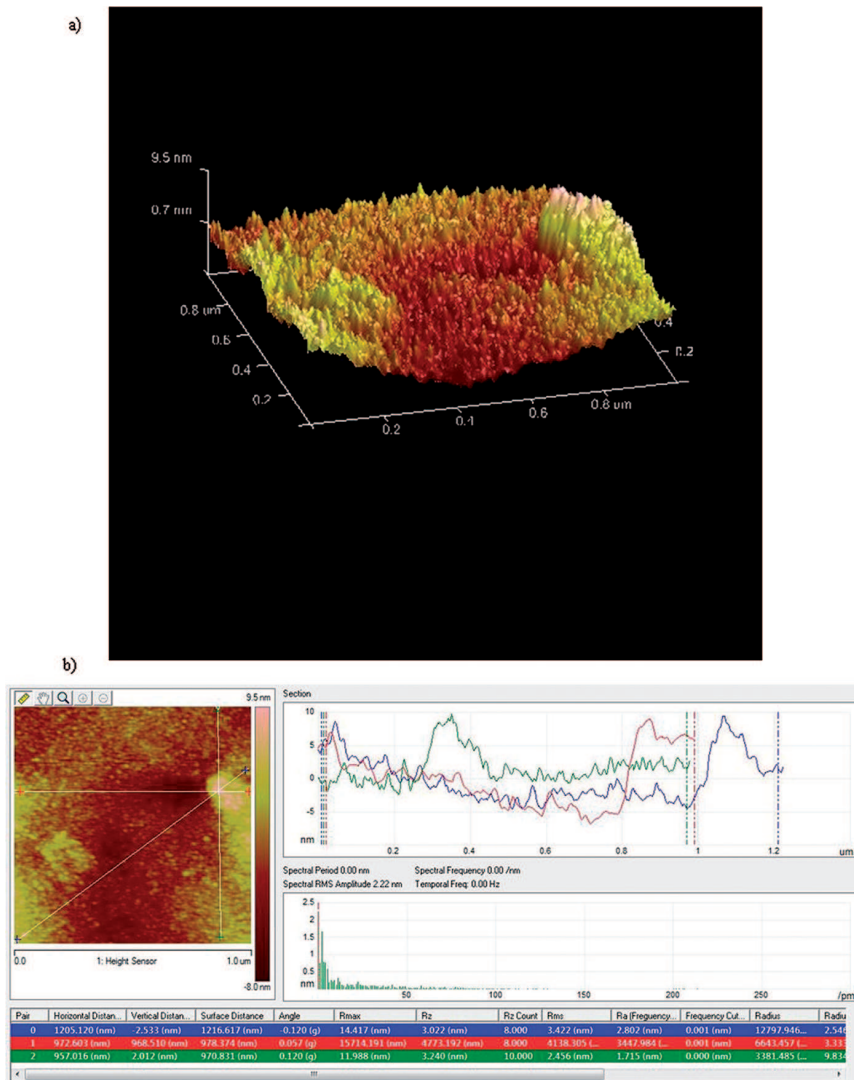 a)
9.5 nm
0.7 nm
0.8 um
0.6
0.4
0.2
0.2
0.4
0.6
0.8 um
0.4
0.2
b)
9.5 nm
-8.0 nm
0.0
1: Height Sensor
1.0 um
Section
10
5
0
-5
nm
0.2
0.4
0.6
0.8
1
1.2
um
Spectral Period 0.00 nm Spectral Frequency 0.00 /nm
Spectral RMS Amplitude 2.22 nm Temporal Freq: 0.00 Hz
2.5
2
1.5
1
0.5
nm
50
100
150
200
250
/pm
Pair Horizontal Distan... Vertical Distan... Surface Distance Angle Rmax Rz Rz Count Rms Ra (Freguency... Frequency Cut... Radius Radiu
0 1205.120 (nm) -2.533 (nm) 1216.617 (nm) -0.120 (g) 14.417 (nm) 3.022 (nm) 8.000 3.422 (nm) 2.802 (nm) 0.001 (nm) 12797.946... 2.546
1 972.603 (nm) 968.510 (nm) 978.374 (nm) 0.057 (g) 15714.191 (nm) 4773.192 (nm) 8.000 4138.305 (... 3447.984 (... 0.001 (nm) 6643.457 (... 3.333
2 957.016 (nm) 2.012 (nm) 970.831 (nm) 0.120 (g) 11.988 (nm) 3.240 (nm) 10.000 2.456 (nm) 1.715 (nm) 0.000 (nm) 3381.485 (... 9.834